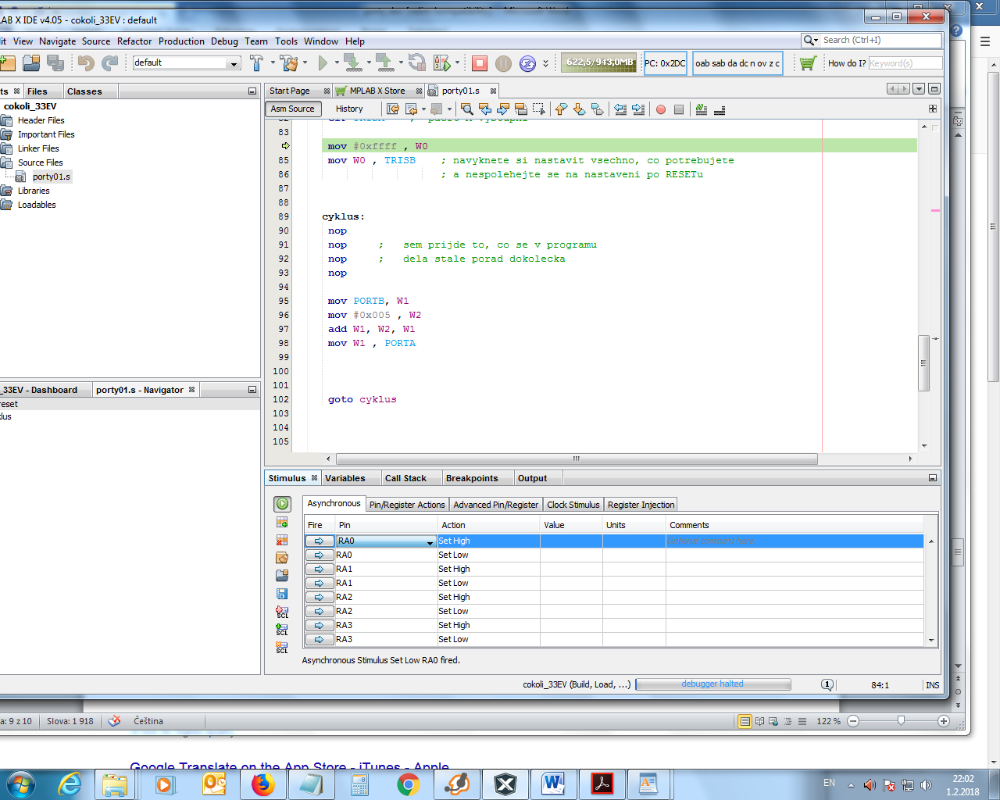 LAB X IDE v4.05 - cokoli_33EV : default
it View Navigate Source Refactor Production Debug Team Tools Window Help
Search (Ctrl+I)
default
622,5/943,0MB
PC: 0x2DC
oab sab da dc n ov z c
How do I? Keyword(s)
ts Files Classes
cokoli_33EV
Header Files
Important Files
Linker Files
Source Files
porty01.s
Libraries
Loadables
_33EV - Dashboard porty01.s - Navigator
reset
lus
Start Page MPLAB X Store porty01.s
Asm Source History
83
mov #0xffff , W0
85 mov W0 , TRISB ; navyknete si nastavit vsechno, co potrebujete
86 ; a nespolehejte se na nastaveni po RESETu
87
88
89 cyklus:
90 nop
91 nop ; sem prijde to, co se v programu
92 nop ; dela stale porad dokolecka
93 nop
94
95 mov PORTB, W1
96 mov #0x005 , W2
97 add W1, W2, W1
98 mov W1 , PORTA
99
100
101
102 goto cyklus
103
104
105
Stimulus Variables Call Stack Breakpoints Output
Asynchronous Pin/Register Actions Advanced Pin/Register Clock Stimulus Register Injection
Fire Pin Action Value Units Comments
RA0 Set High Optional comment here.
RA0 Set Low
RA1 Set High
RA1 Set Low
RA2 Set High
RA2 Set Low
RA3 Set High
RA3 Set Low
SCL
SCL
SCL
Asynchronous Stimulus Set Low RA0 fired.
cokoli_33EV (Build, Load, ...) debugger halted 1 84:1 INS
a: 9 z 10 Slova: 1 918 Čeština 122 %
Google Translate on the App Store - iTunes - Apple
EN 22:02
1.2.2018